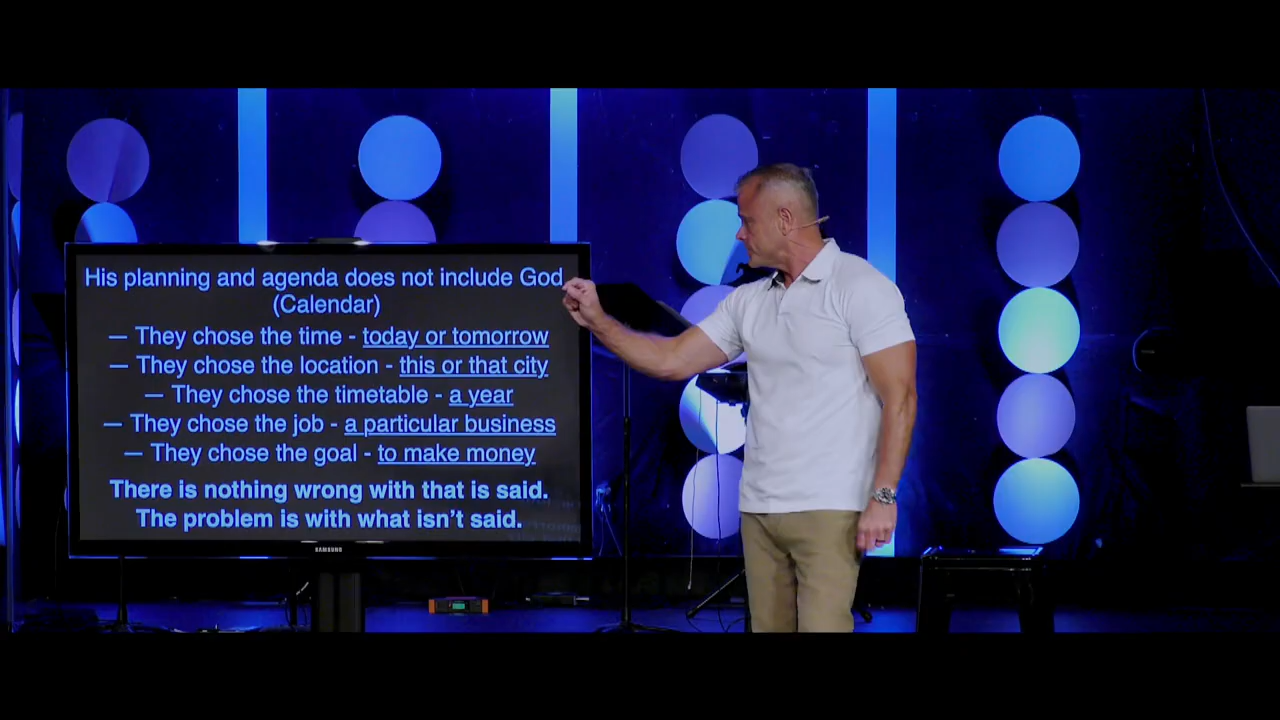 His planning and agenda does not include God
(Calendar)
— They chose the time - today or tomorrow
— They chose the location - this or that city
— They chose the timetable - a year
— They chose the job - a particular business
— They chose the goal - to make money
There is nothing wrong with that is said.
The problem is with what isn’t said.
SAMSUNG